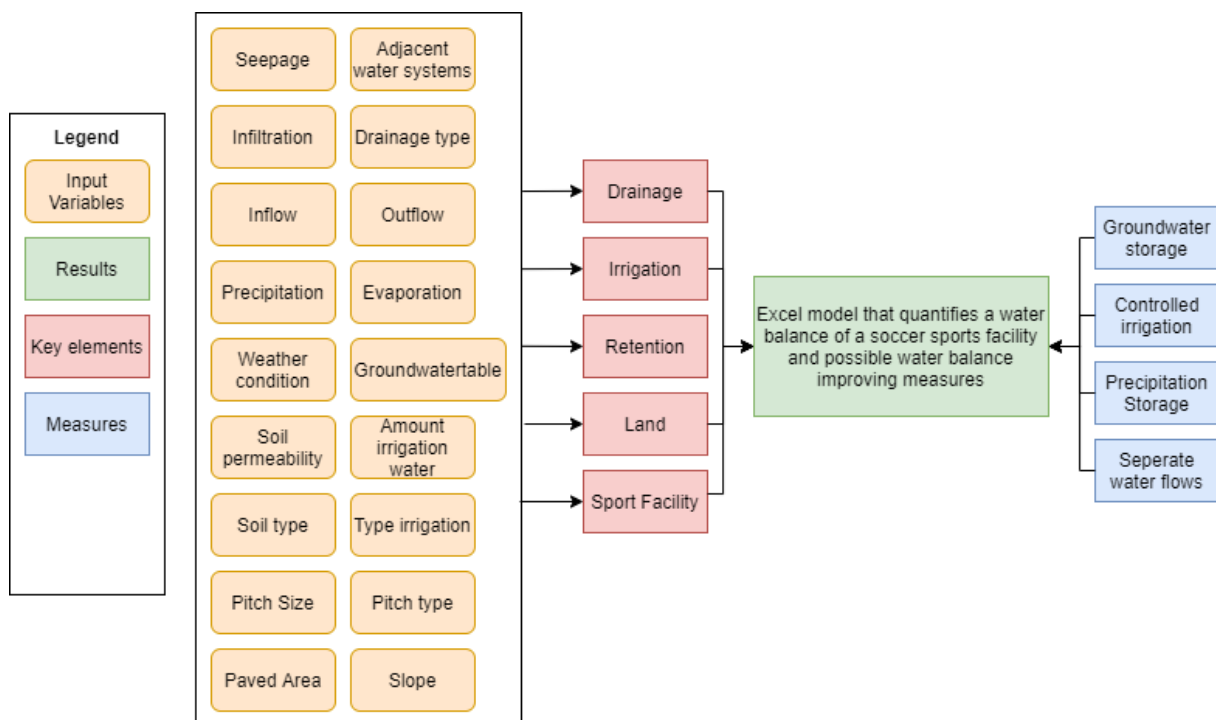 Legend
Input
Variables
Results
Key elements
Measures
Seepage
Adjacent
water systems
Infiltration
Drainage type
Inflow
Outflow
Precipitation
Evaporation
Weather
condition
Groundwatertable
Soil
permeability
Amount
irrigation
water
Soil type
Type irrigation
Pitch Size
Pitch type
Paved Area
Slope
Drainage
Irrigation
Retention
Land
Sport Facility
Excel model that quantifies a water
balance of a soccer sports facility
and possible water balance
improving measures
Groundwater
storage
Controlled
irrigation
Precipitation
Storage
Seperate
water flows